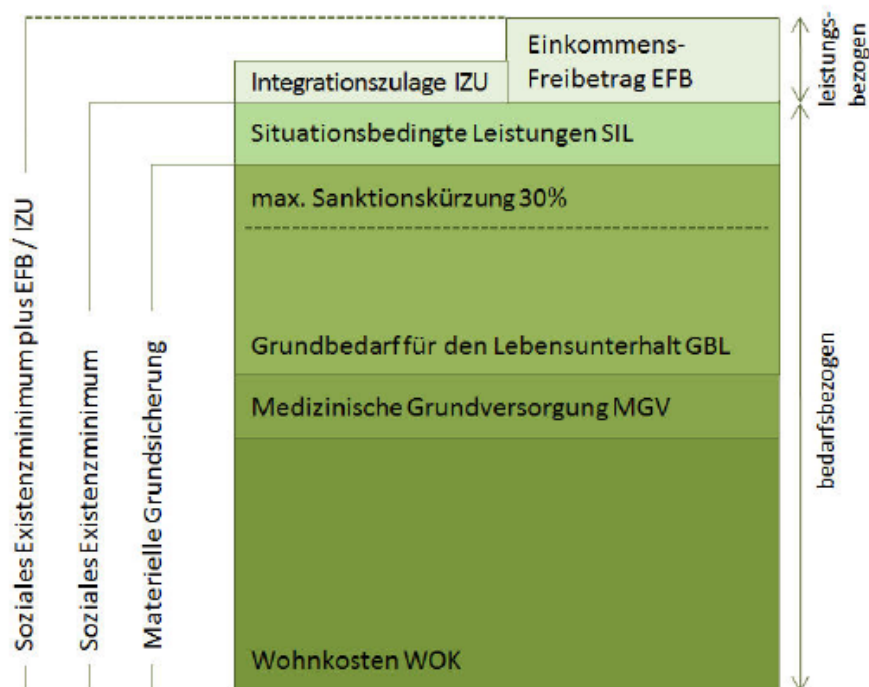 Einkommens-
Freibetrag EFB
Integrationszulage IZU
Situationsbedingte Leistungen SIL
max. Sanktionskürzung 30%
Grundbedarf für den Lebensunterhalt GBL
Medizinische Grundversorgung MGV
Wohnkosten WOK
Soziales Existenzminimum plus EFB / IZU
Soziales Existenzminimum
Materielle Grundsicherung
leistungs-
bezogen
bedarfsbezogen